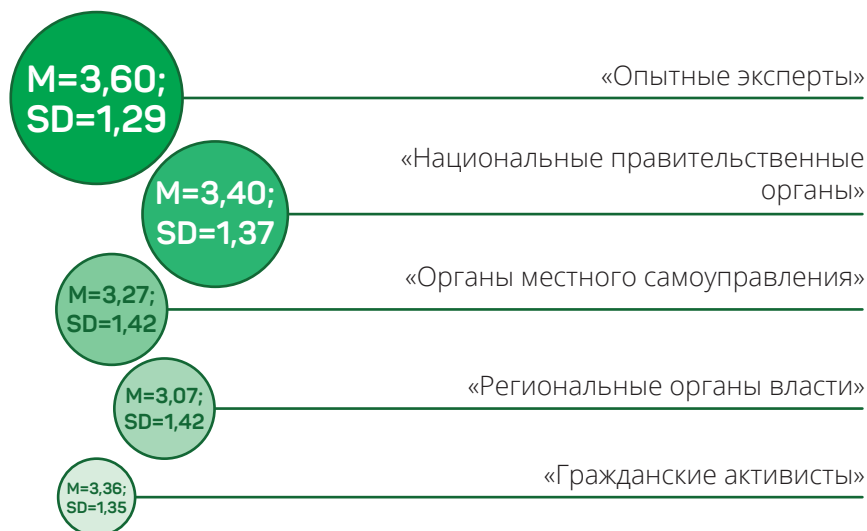 M=3,60;
SD=1,29
«Опытные эксперты»
M=3,40;
SD=1,37
«Национальные правительственные
органы»
M=3,27;
SD=1,42
«Органы местного самоуправления»
M=3,07;
SD=1,42
«Региональные органы власти»
M=3,36;
SD=1,35
«Гражданские активисты»